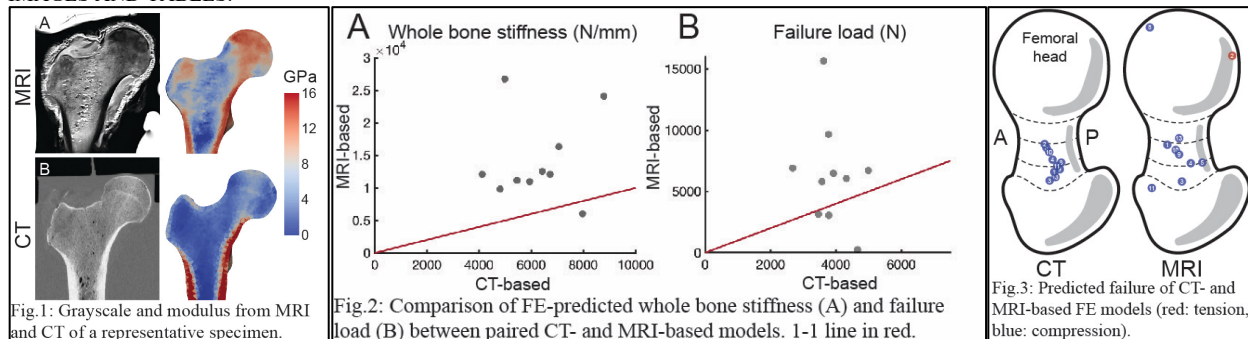 IMAGES AND TABLES:
A
MRI
GPa
16
12
8
4
0
B
CT
Fig.1: Grayscale and modulus from MRI
and CT of a representative specimen.
A
Whole bone stiffness (N/mm)
×10⁴
3
2.5
2
1.5
1
0.5
0
MRI-based
0 2000 4000 6000 8000 10000
CT-based
B
Failure load (N)
15000
10000
5000
0
MRI-based
0 2000 4000 6000
CT-based
Fig.2: Comparison of FE-predicted whole bone stiffness (A) and failure
load (B) between paired CT- and MRI-based models. 1-1 line in red.
Femoral
head
A
P
CT
MRI
Fig.3: Predicted failure of CT- and
MRI-based FE models (red: tension,
blue: compression).